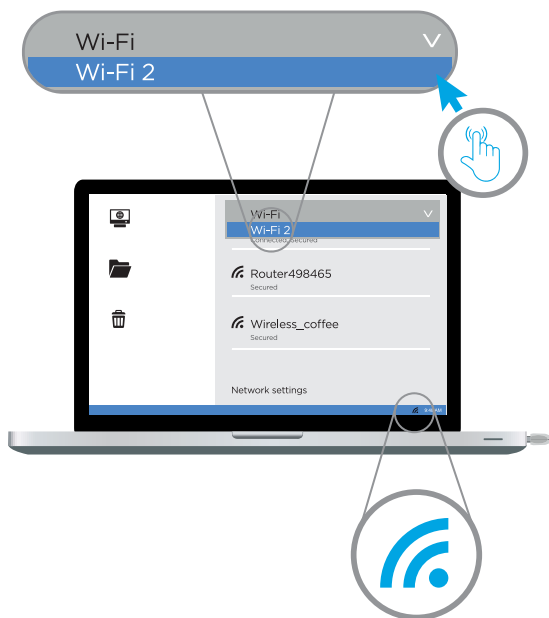 Wi-Fi
Wi-Fi 2
Wi-Fi
Wi-Fi 2
Connected, Secured
Router498465
Secured
Wireless_coffee
Secured
Network settings